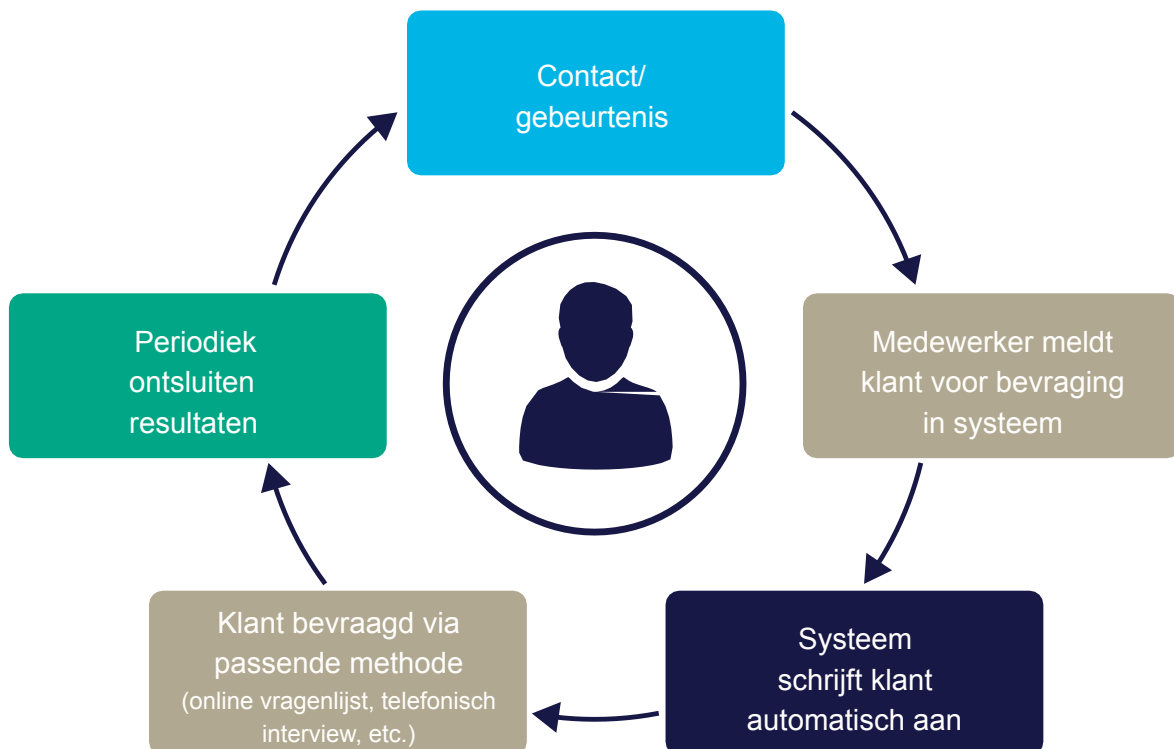 Contact/
gebeurtenis
Medewerker meldt
klant voor bevraging
in systeem
Systeem
schrijft klant
automatisch aan
Klant bevraagd via
passende methode
(online vragenlijst, telefonisch
interview, etc.)
Periodiek
ontsluiten
resultaten